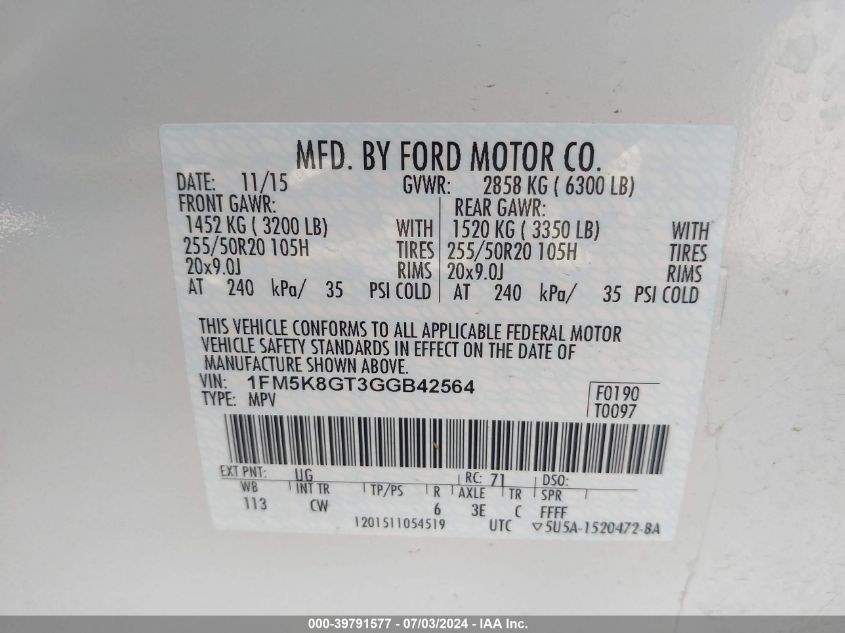 MFD. BY FORD MOTOR CO.
DATE: 11/15 GVWR: 2858 KG ( 6300 LB)
FRONT GAWR: REAR GAWR:
1452 KG ( 3200 LB) WITH 1520 KG ( 3350 LB) WITH
255/50R20 105H TIRES 255/50R20 105H TIRES
20x9.0J RIMS 20x9.0J RIMS
AT 240 kPa/ 35 PSI COLD AT 240 kPa/ 35 PSI COLD
THIS VEHICLE CONFORMS TO ALL APPLICABLE FEDERAL MOTOR
VEHICLE SAFETY STANDARDS IN EFFECT ON THE DATE OF
MANUFACTURE SHOWN ABOVE.
VIN: 1FM5K8GT3GGB42564 F0190
TYPE: MPV T0097
EXT PNT: UG RC: 71 DSO:
WB INT TR TP/PS R AXLE TR SPR
113 CW 6 3E C FFFF
1201511054519 UTC ▽5U5A-1520472-BA
000-39791577 / 07/03/2024 - IAA Inc.